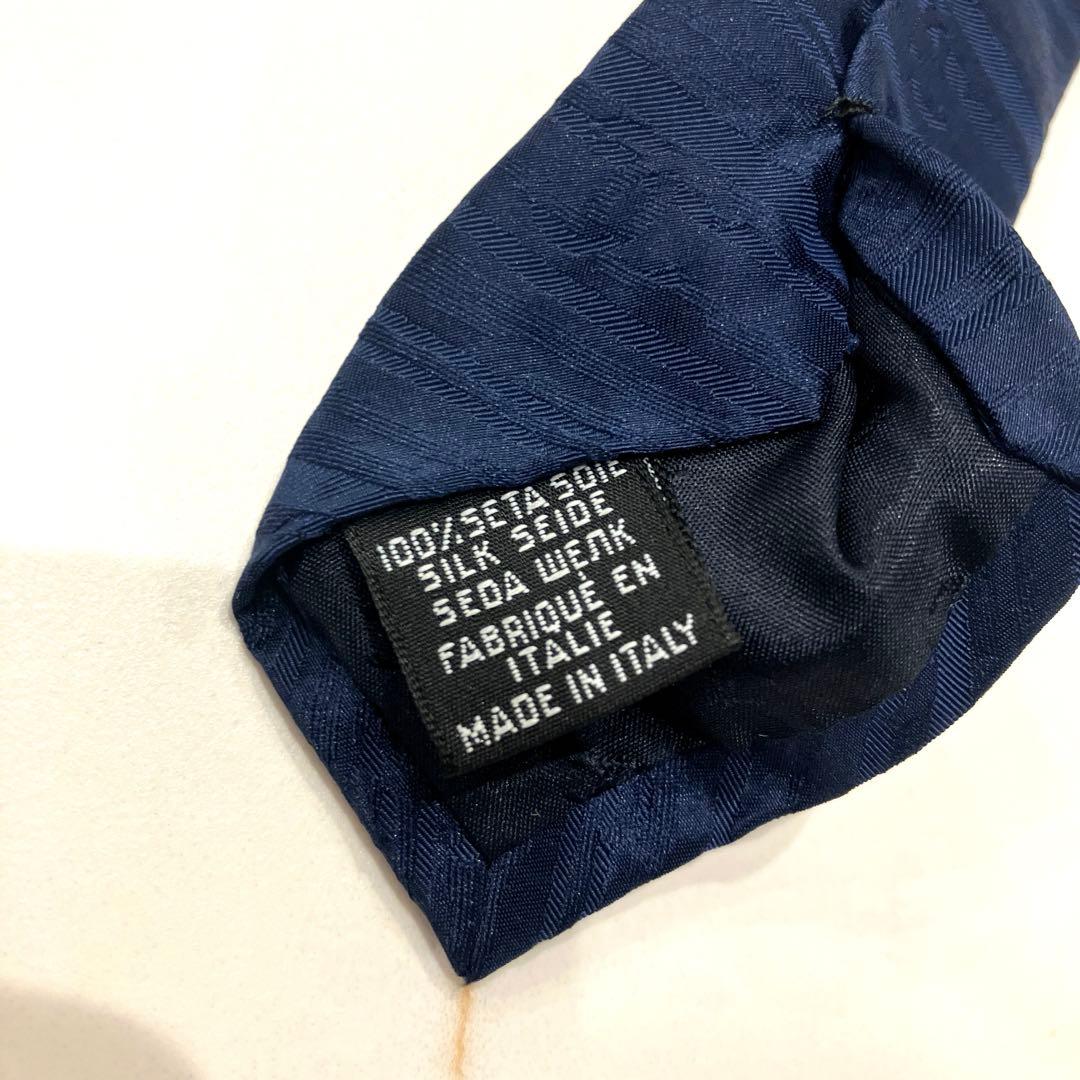 100% SETA SOIE
SILK SEIDE
SEDA ШЕЛК
FABRIQUÉ EN
ITALIE
MADE IN ITALY